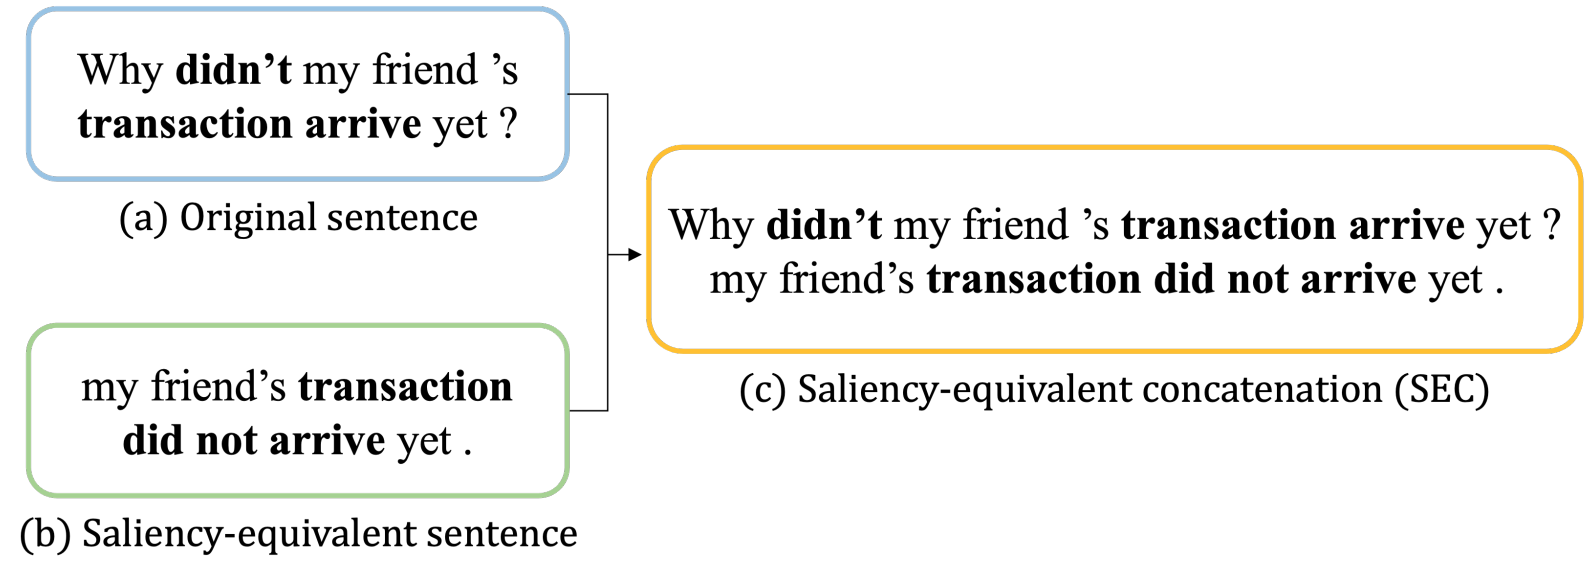 Why didn’t my friend ’s
transaction arrive yet ?
(a) Original sentence
my friend’s transaction
did not arrive yet .
(b) Saliency-equivalent sentence
Why didn’t my friend ’s transaction arrive yet ?
my friend’s transaction did not arrive yet .
(c) Saliency-equivalent concatenation (SEC)